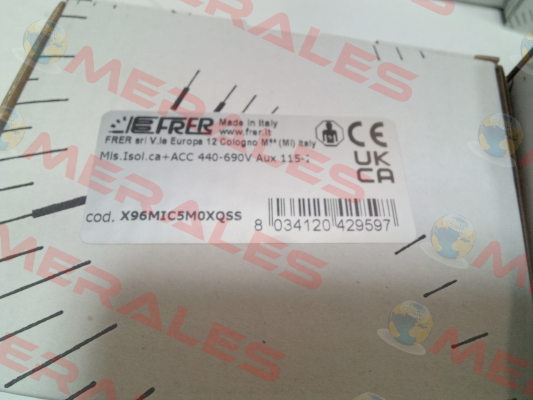 FRER Made in Italy
www.frer.it
FRER srl V.le Europa 12 Cologno M** (MI) Italy
Mis.Isol.ca+ACC 440-690V Aux 115-2
CE
UK
CA
cod. X96MIC5M0XQSS
8 034120 429597
MERALES
MERALES
MERALES
MERALES